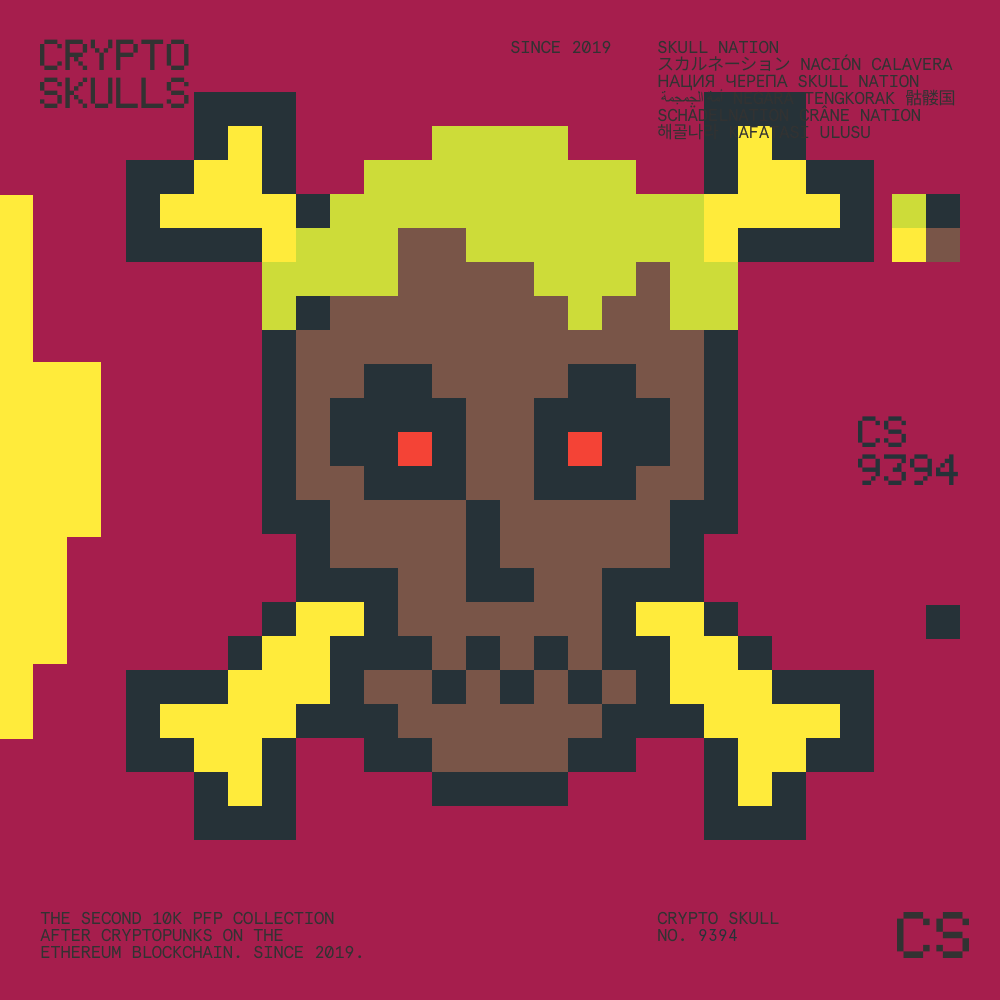 CRYPTO
SKULLS
SINCE 2019
SKULL NATION
スカルネーション NACIÓN CALAVERA
НАЦИЯ ЧЕРЕПА SKULL NATION
TENGKORAK 骷髅国
CRÂNE NATION
해골나 ULUSU
CS
9394
THE SECOND 10K PFP COLLECTION
AFTER CRYPTOPUNKS ON THE
ETHEREUM BLOCKCHAIN. SINCE 2019.
CRYPTO SKULL
NO. 9394
CS